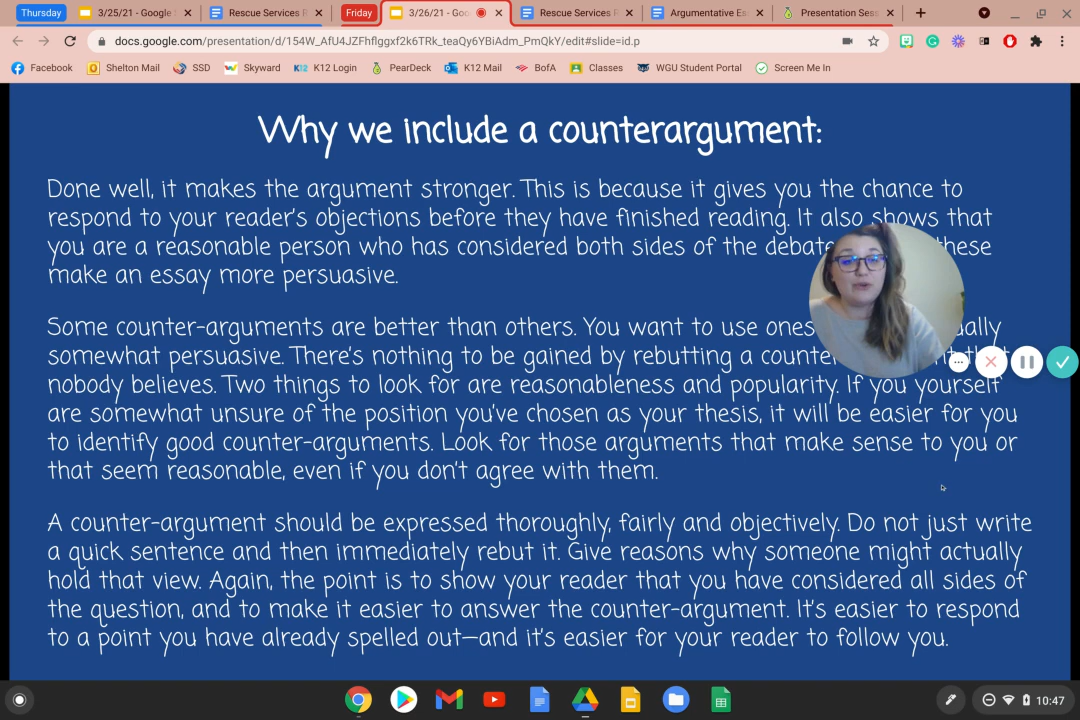 Thursday
3/25/21 - Google
Rescue Services
Friday
3/26/21 - Goo
Rescue Services
Argumentative Es
Presentation Sess
docs.google.com/presentation/d/154W_AfU4JZFhflggxf2k6TRk_teaQy6YBiAdm_PmQkY/edit#slide=id.p
Facebook
Shelton Mail
SSD
Skyward
K12 K12 Login
PearDeck
K12 Mail
BofA
Classes
WGU Student Portal
Screen Me In
Why we include a counterargument:
Done well, it makes the argument stronger. This is because it gives you the chance to
respond to your reader's objections before they have finished reading. It also shows that
you are a reasonable person who has considered both sides of the debate these
make an essay more persuasive.
Some counter-arguments are better than others. You want to use ones
somewhat persuasive. There's nothing to be gained by rebutting a counter
nobody believes. Two things to look for are reasonableness and popularity. If you yourself
are somewhat unsure of the position you've chosen as your thesis, it will be easier for you
to identify good counter-arguments. Look for those arguments that make sense to you or
that seem reasonable, even if you don't agree with them.
A counter-argument should be expressed thoroughly, fairly and objectively. Do not just write
a quick sentence and then immediately rebut it. Give reasons why someone might actually
hold that view. Again, the point is to show your reader that you have considered all sides of
the question, and to make it easier to answer the counter-argument. It's easier to respond
to a point you have already spelled out—and it's easier for your reader to follow you.
10:47